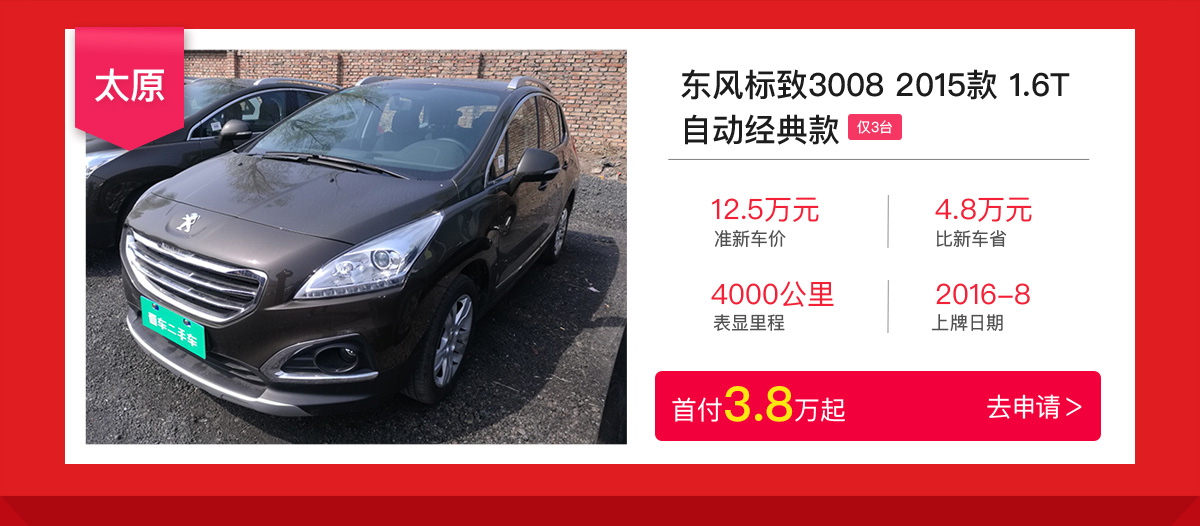 太原
东风标致3008 2015款 1.6T
自动经典款 仅3台
12.5万元
准新车价
4.8万元
比新车省
4000公里
表显里程
2016-8
上牌日期
首付3.8万起
去申请 >
二手车